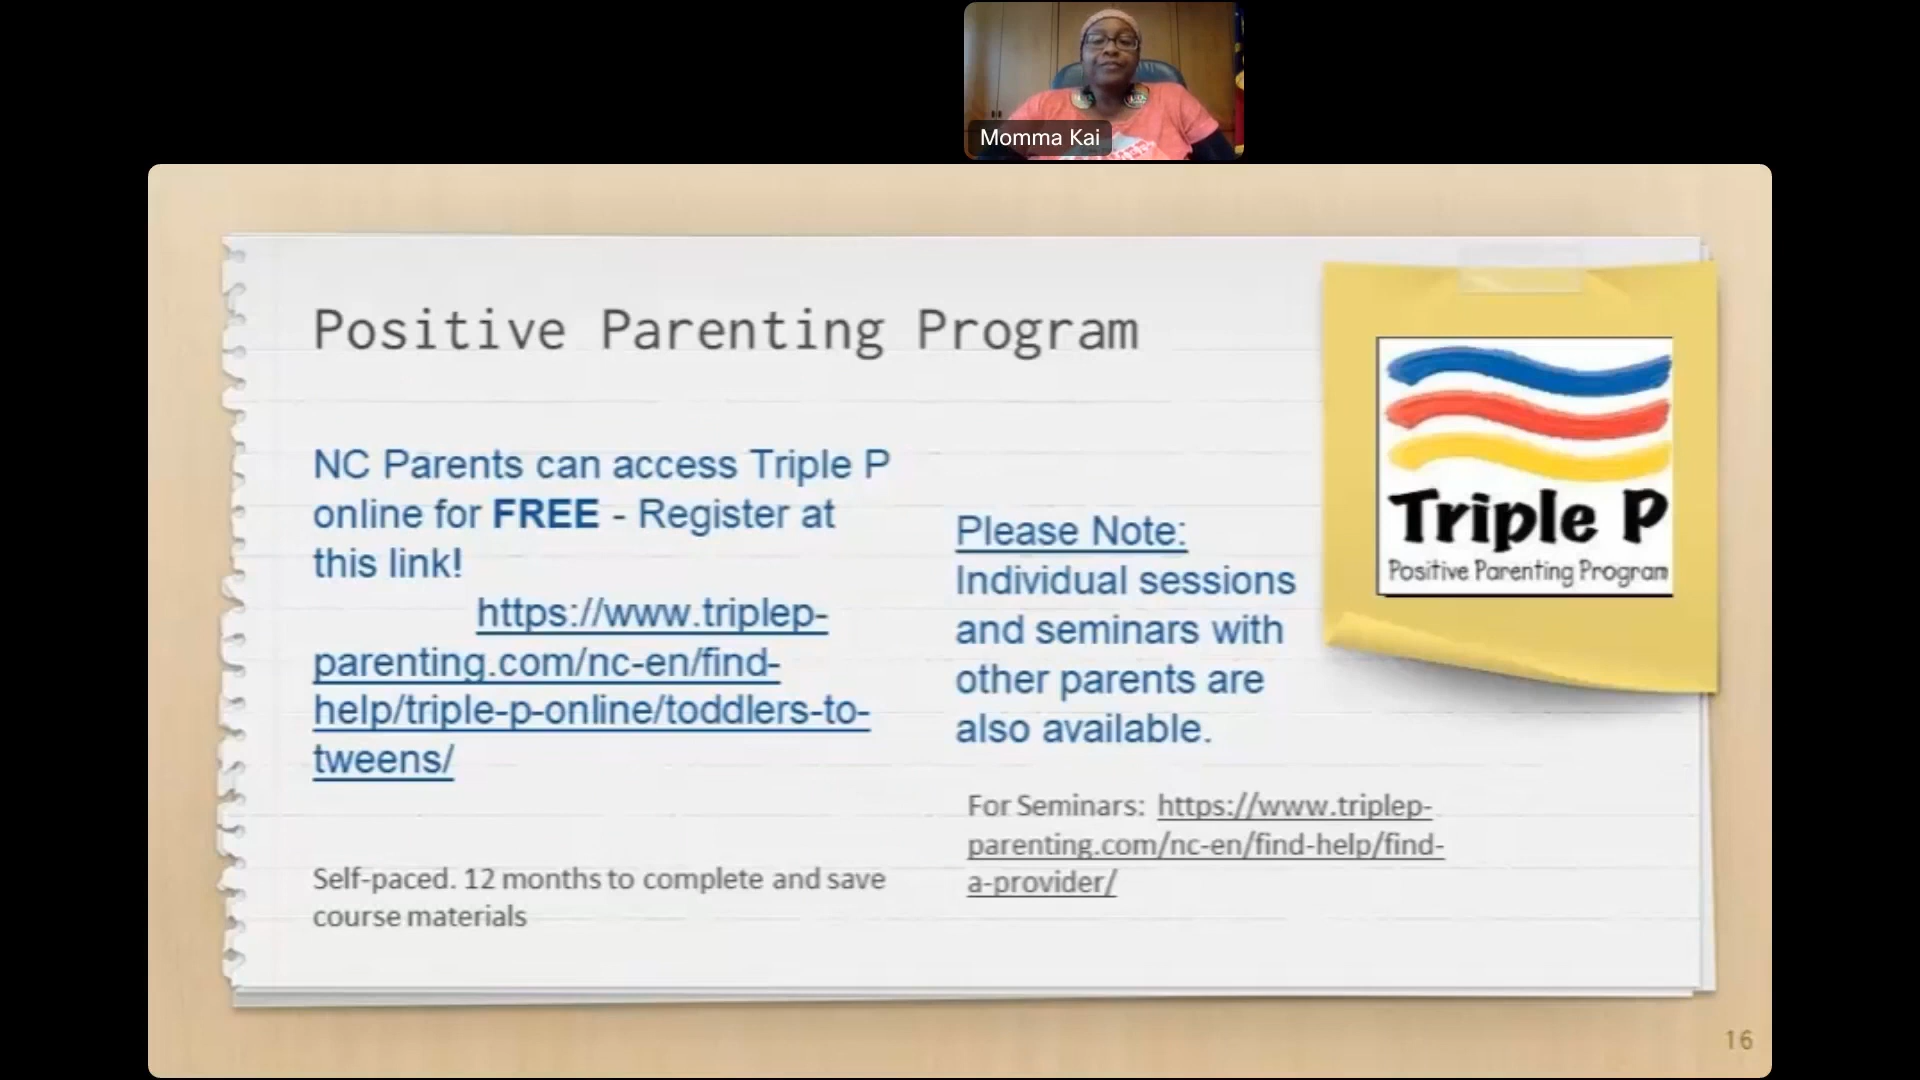 Momma Kai
Positive Parenting Program
NC Parents can access Triple P
online for FREE - Register at
this link!
https://www.triplep-
parenting.com/nc-en/find-
help/triple-p-online/toddlers-to-
tweens/
Self-paced. 12 months to complete and save
course materials
Please Note:
Individual sessions
and seminars with
other parents are
also available.
For Seminars: https://www.triplep-
parenting.com/nc-en/find-help/find-
a-provider/
Triple P
Positive Parenting Program
16